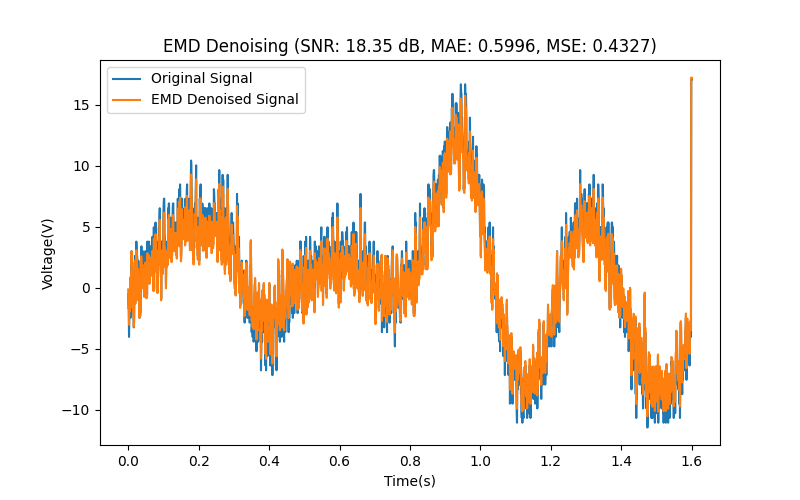 EMD Denoising (SNR: 18.35 dB, MAE: 0.5996, MSE: 0.4327)
Original Signal
EMD Denoised Signal
Voltage(V)
15
10
5
0
−5
−10
0.0 0.2 0.4 0.6 0.8 1.0 1.2 1.4 1.6
Time(s)